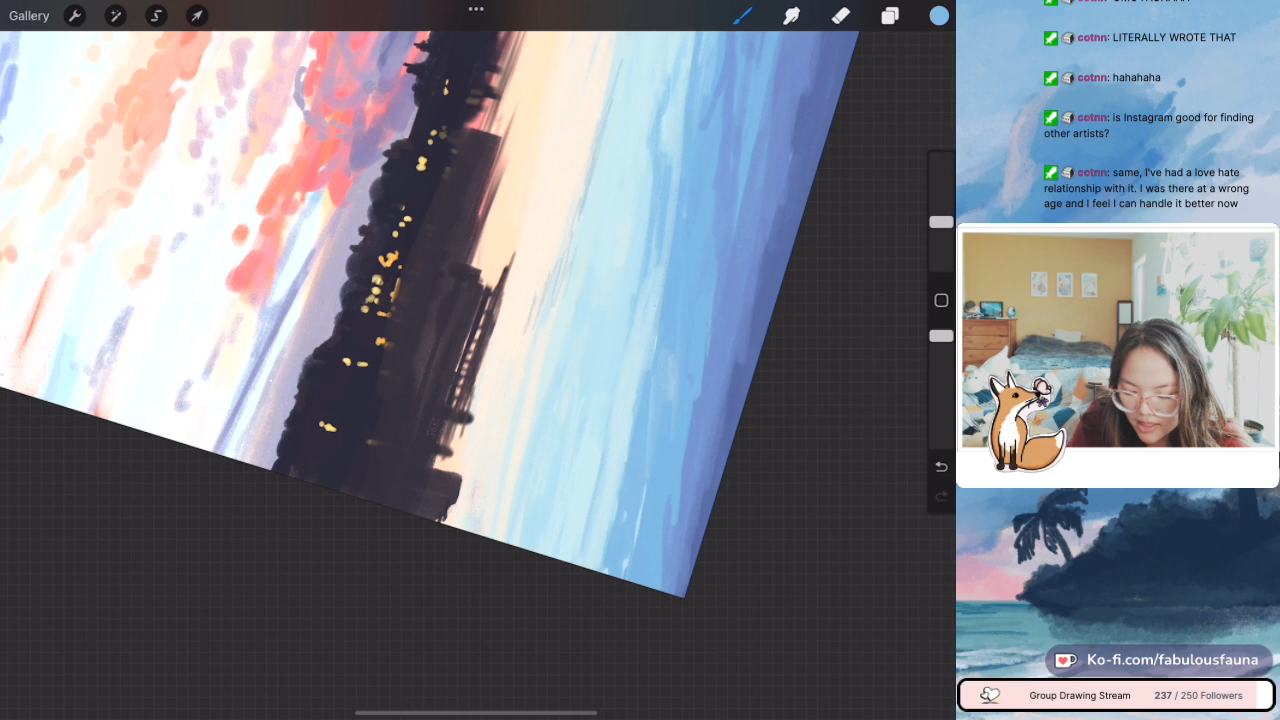 Gallery
cotnn: LITERALLY WROTE THAT
cotnn: hahahaha
cotnn: is Instagram good for finding
other artists?
cotnn: same, I've had a love hate
relationship with it. I was there at a wrong
age and I feel I can handle it better now
Ko-fi.com/fabulousfauna
Group Drawing Stream 237 / 250 Followers